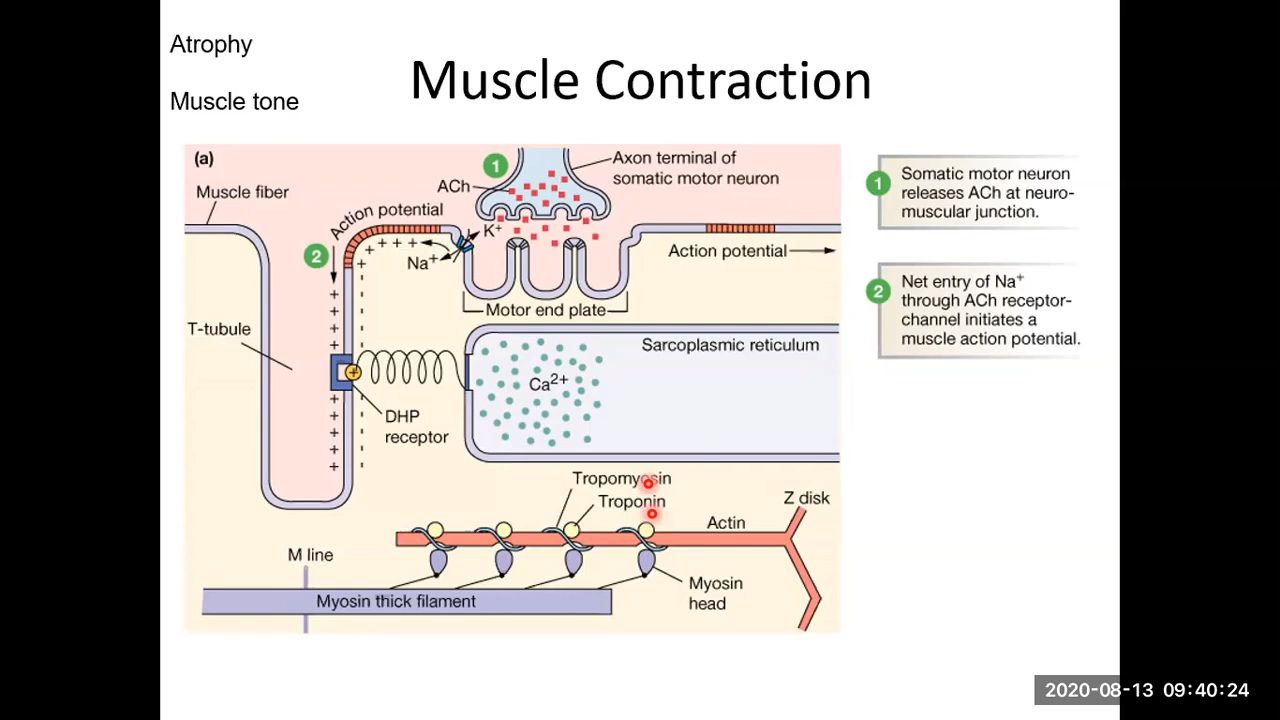 Atrophy
Muscle tone
Muscle Contraction
(a)
1
Axon terminal of
somatic motor neuron
ACh
Muscle fiber
Action potential
K+
2
Na+
Action potential
Motor end plate
T-tubule
Sarcoplasmic reticulum
Ca2+
DHP
receptor
Tropomyosin
Troponin
Z disk
Actin
M line
Myosin
head
Myosin thick filament
1
Somatic motor neuron
releases ACh at neuro-
muscular junction.
2
Net entry of Na+
through ACh receptor-
channel initiates a
muscle action potential.
2020-08-13 09:40:24